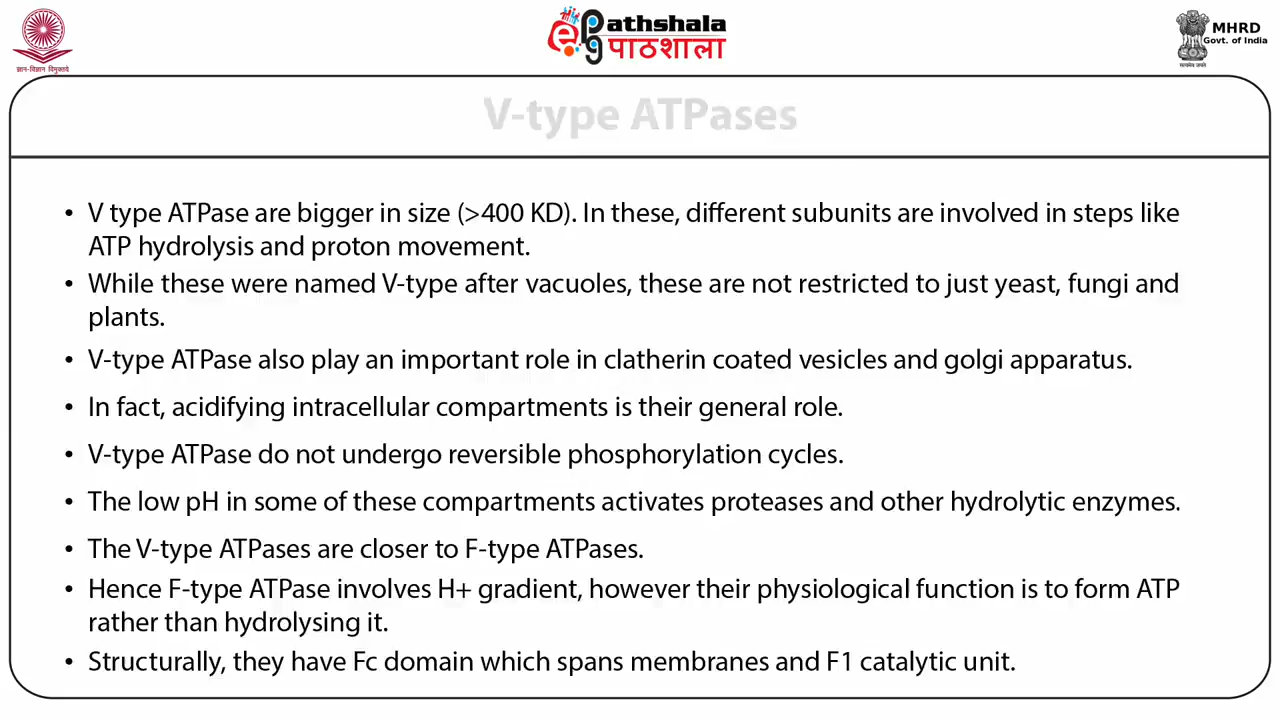 ePG Pathshala
पाठशाला
MHRD
Govt. of India
ज्ञान-विज्ञान विमुक्तये
सत्यमेव जयते
V-type ATPases
• V type ATPase are bigger in size (>400 KD). In these, different subunits are involved in steps like
ATP hydrolysis and proton movement.
• While these were named V-type after vacuoles, these are not restricted to just yeast, fungi and
plants.
• V-type ATPase also play an important role in clatherin coated vesicles and golgi apparatus.
• In fact, acidifying intracellular compartments is their general role.
• V-type ATPase do not undergo reversible phosphorylation cycles.
• The low pH in some of these compartments activates proteases and other hydrolytic enzymes.
• The V-type ATPases are closer to F-type ATPases.
• Hence F-type ATPase involves H+ gradient, however their physiological function is to form ATP
rather than hydrolysing it.
• Structurally, they have Fc domain which spans membranes and F1 catalytic unit.